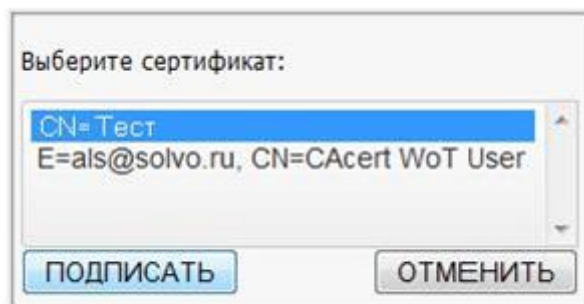 Выберите сертификат:
CN=Тест
E=als@solvo.ru, CN=CAcert WoT User
ПОДПИСАТЬ ОТМЕНИТЬ